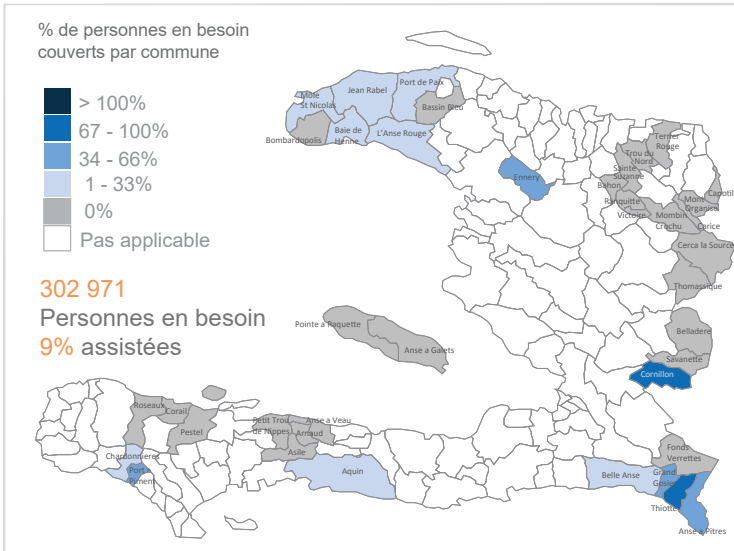 % de personnes en besoin
couverts par commune
> 100%
67 - 100%
34 - 66%
1 - 33%
0%
Pas applicable
302 971
Personnes en besoin
9% assistées
Mole
St Nicolas
Jean Rabel
Port de Paix
Bassin Bleu
Bombardopolis
Baie de
Henne
L'Anse Rouge
Ennery
Terrier
Rouge
Trou du
Nord
Sainte
Suzanne
Bahon
Ranquitte
Victoire
Capotil
Mont
Organise
Mombin
Crochu
Carice
Cerca la Source
Thomassique
Belladere
Savanette
Cornillon
Pointe a Raquette
Anse a Galets
Roseaux
Corail
Pestel
Petit Trou
de Nippes
Anse a Veau
Arnaud
Asile
Chardonnieres
Port a
Piment
Aquin
Fonds
Verrettes
Belle Anse
Grand
Gosier
Thiotte
Anse a Pitres